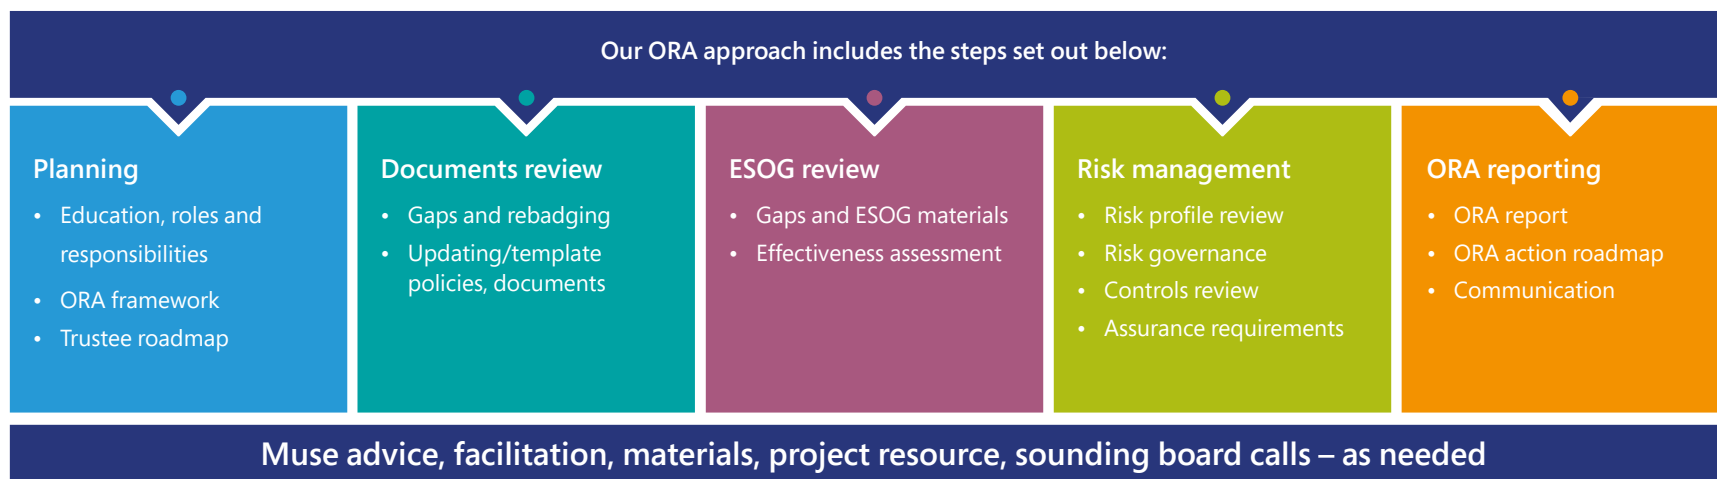 Our ORA approach includes the steps set out below:
Planning
• Education, roles and
responsibilities
• ORA framework
• Trustee roadmap
Documents review
• Gaps and rebadging
• Updating/template
policies, documents
ESOG review
• Gaps and ESOG materials
• Effectiveness assessment
Risk management
• Risk profile review
• Risk governance
• Controls review
• Assurance requirements
ORA reporting
• ORA report
• ORA action roadmap
• Communication
Muse advice, facilitation, materials, project resource, sounding board calls – as needed